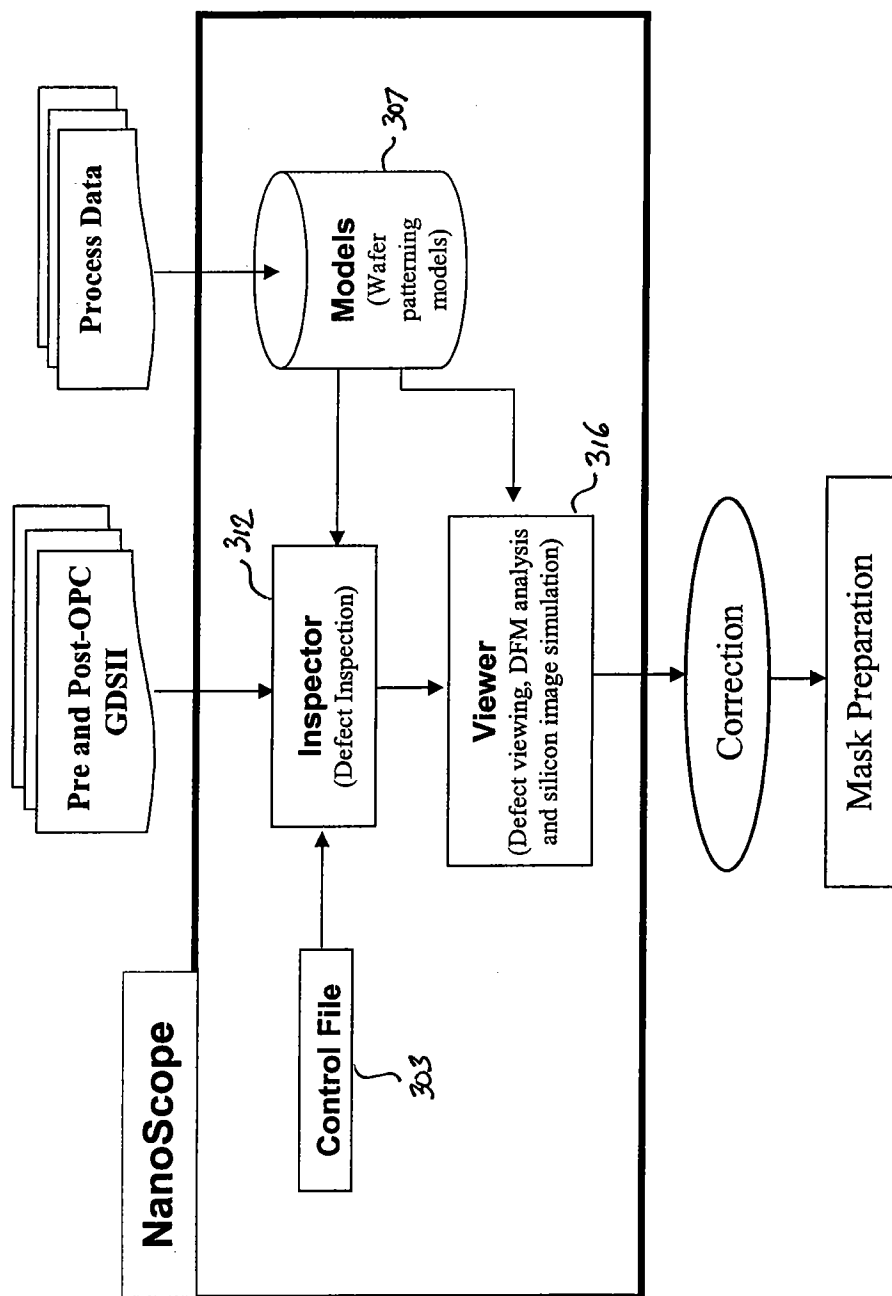 NanoScope
Pre and Post-OPC
GDSII
Process Data
312
Control File
303
Inspector
(Defect Inspection)
Models
(Wafer
patterning
models)
307
Viewer
(Defect viewing, DFM analysis
and silicon image simulation)
316
Correction
Mask Preparation